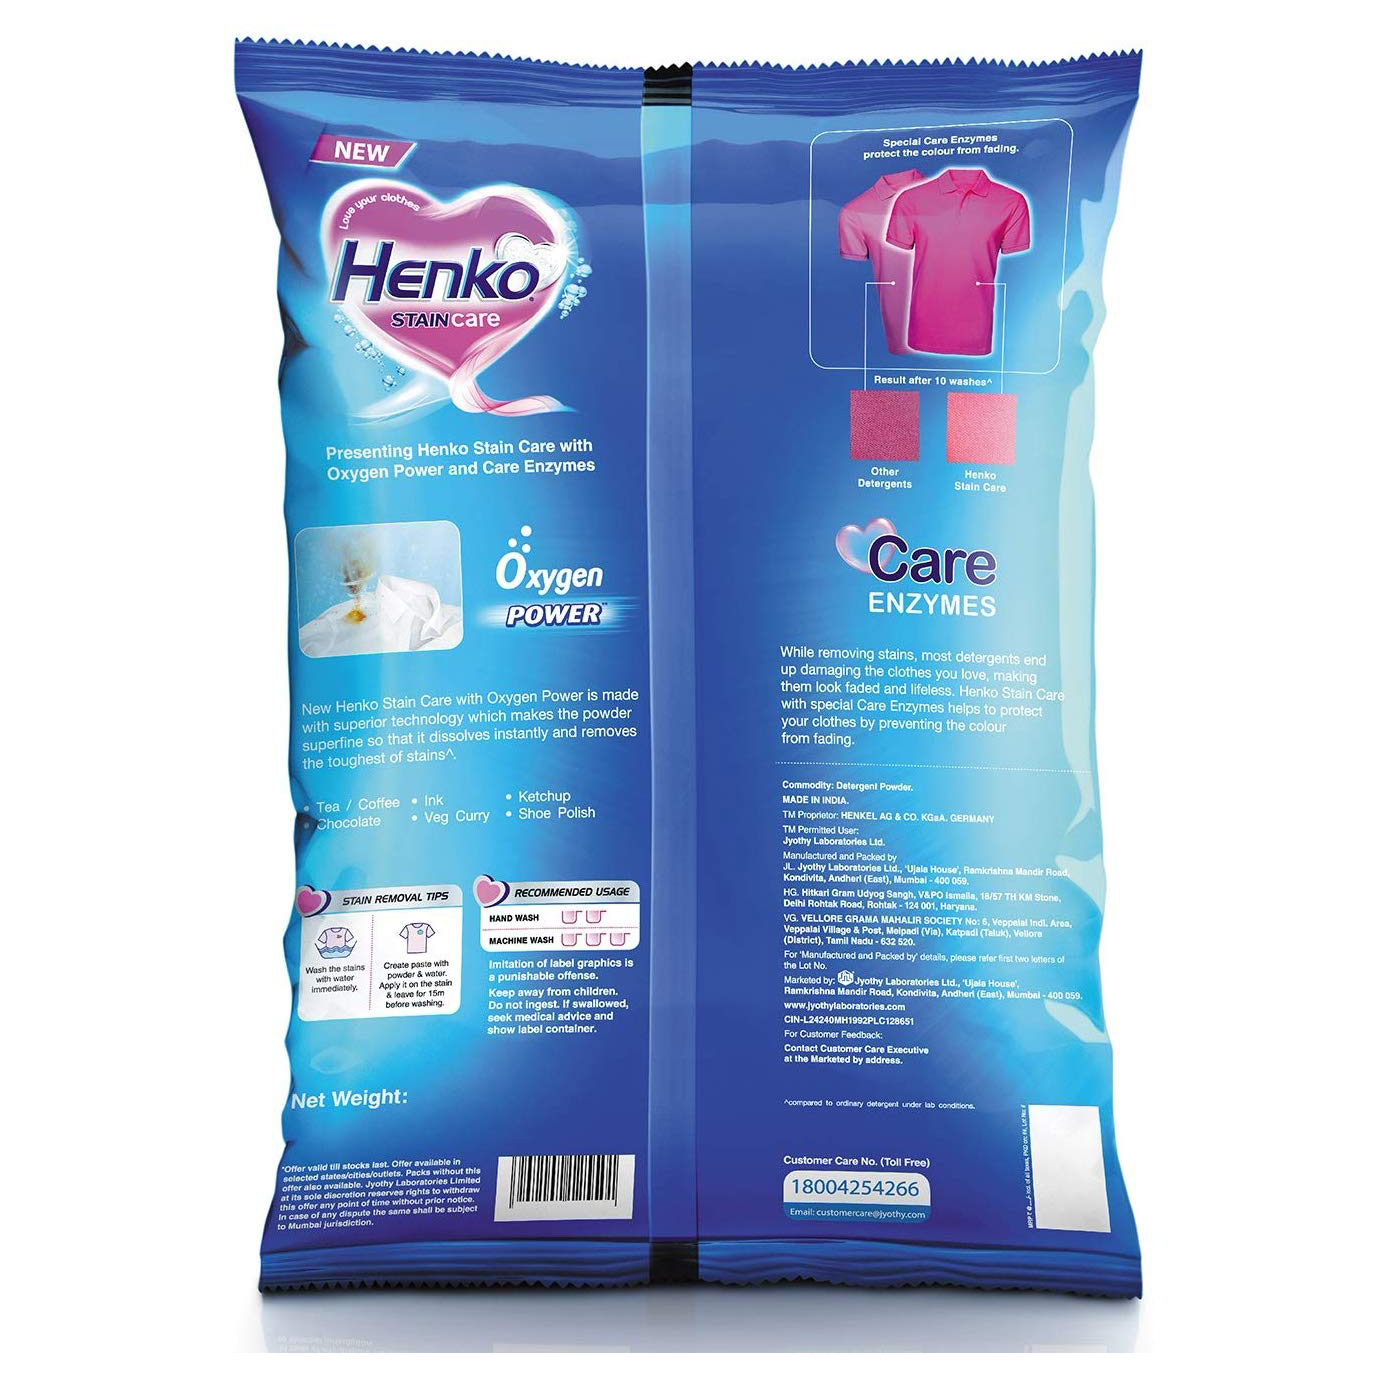 NEW
Love your clothes
Henko
STAINcare
Presenting Henko Stain Care with
Oxygen Power and Care Enzymes
Oxygen
POWER™
New Henko Stain Care with Oxygen Power is made
with superior technology which makes the powder
superfine so that it dissolves instantly and removes
the toughest of stains^.
• Tea / Coffee • Ink • Ketchup
• Chocolate • Veg Curry • Shoe Polish
STAIN REMOVAL TIPS
Wash the stains
with water
immediately.
Create paste with
powder & water.
Apply it on the stain
& leave for 15m
before washing.
RECOMMENDED USAGE
HAND WASH
MACHINE WASH
Imitation of label graphics is
a punishable offense.
Keep away from children.
Do not ingest. If swallowed,
seek medical advice and
show label container.
Net Weight:
*Offer valid till stocks last. Offer available in
selected states/cities/outlets. Packs without this
offer also available. Jyothy Laboratories Limited
at its sole discretion reserves rights to withdraw
this offer any point of time without prior notice.
In case of any dispute the same shall be subject
to Mumbai jurisdiction.
Special Care Enzymes
protect the colour from fading.
Result after 10 washes^
Other
Detergents
Henko
Stain Care
Care
ENZYMES
While removing stains, most detergents end
up damaging the clothes you love, making
them look faded and lifeless. Henko Stain Care
with special Care Enzymes helps to protect
your clothes by preventing the colour
from fading.
Commodity: Detergent Powder.
MADE IN INDIA.
TM Proprietor: HENKEL AG & CO. KGaA. GERMANY
TM Permitted User:
Jyothy Laboratories Ltd.
Manufactured and Packed by
JL. Jyothy Laboratories Ltd., 'Ujala House', Ramkrishna Mandir Road,
Kondivita, Andheri (East), Mumbai - 400 059.
HG. Hitkari Gram Udyog Sangh, V&PO Ismaila, 18/57 TH KM Stone,
Delhi Rohtak Road, Rohtak - 124 001, Haryana.
VG. VELLORE GRAMA MAHALIR SOCIETY No: 6, Veppalai Indl. Area,
Veppalai Village & Post, Melpadi (Via), Katpadi (Taluk), Vellore
(District), Tamil Nadu - 632 520.
For 'Manufactured and Packed by' details, please refer first two letters of
the Lot No.
Marketed by: Jyothy Laboratories Ltd., 'Ujala House',
Ramkrishna Mandir Road, Kondivita, Andheri (East), Mumbai - 400 059.
www.jyothylaboratories.com
CIN-L24240MH1992PLC128651
For Customer Feedback:
Contact Customer Care Executive
at the Marketed by address.
^compared to ordinary detergent under lab conditions.
Customer Care No. (Toll Free)
18004254266
Email: customercare@jyothy.com